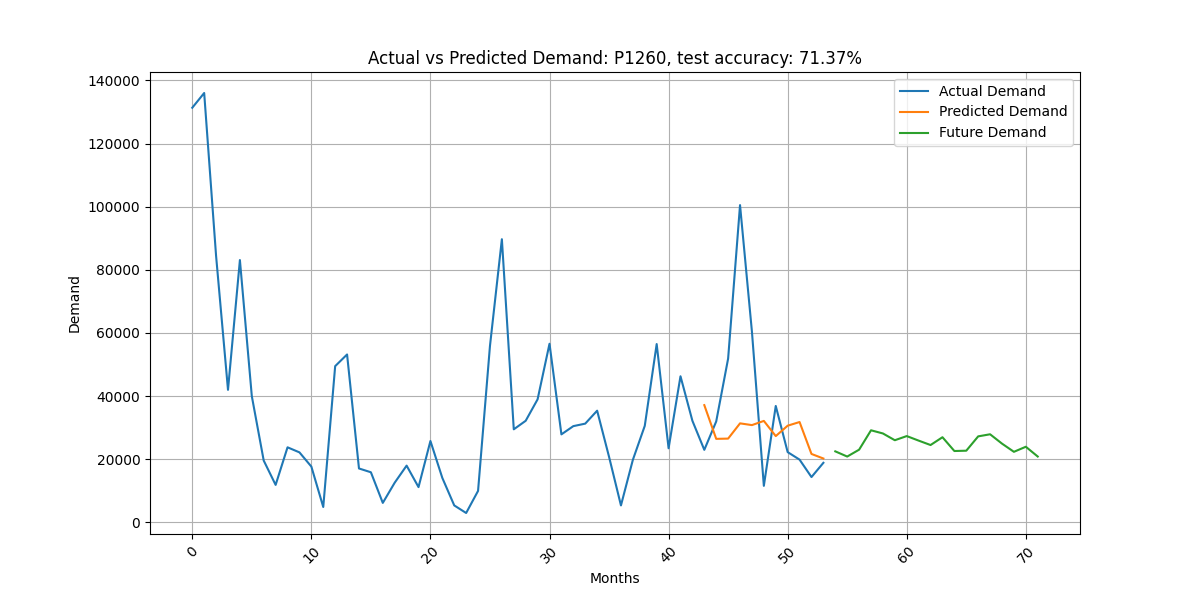 Actual vs Predicted Demand: P1260, test accuracy: 71.37%
Actual Demand
Predicted Demand
Future Demand
Demand
140000
120000
100000
80000
60000
40000
20000
0
0 10 20 30 40 50 60 70
Months